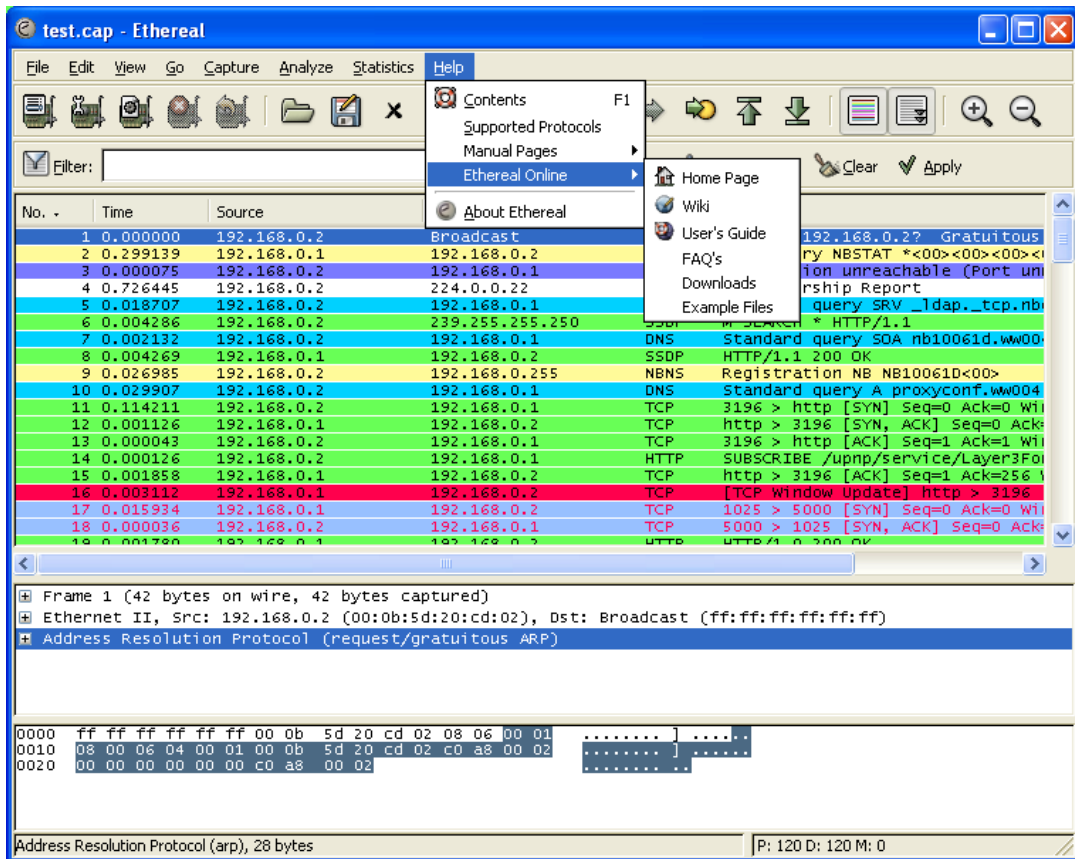 test.cap - Ethereal
File Edit View Go Capture Analyze Statistics Help
Contents F1
Supported Protocols
Manual Pages
Ethereal Online
About Ethereal
Home Page
Wiki
User's Guide
FAQ's
Downloads
Example Files
Filter: Clear Apply
No. Time Source
1 0.000000 192.168.0.2 Broadcast 192.168.0.2? Gratuitous
2 0.299139 192.168.0.1 192.168.0.2 ry NBSTAT *<00><00><00><
3 0.000075 192.168.0.2 192.168.0.1 ion unreachable (Port un
4 0.726445 192.168.0.2 224.0.0.22 rship Report
5 0.018707 192.168.0.2 192.168.0.1 query SRV _ldap._tcp.nb
6 0.004286 192.168.0.2 239.255.255.250 SSDP M-SEARCH * HTTP/1.1
7 0.002132 192.168.0.2 192.168.0.1 DNS Standard query SOA nb10061d.ww00
8 0.004269 192.168.0.1 192.168.0.2 SSDP HTTP/1.1 200 OK
9 0.026985 192.168.0.2 192.168.0.255 NBNS Registration NB NB10061D<00>
10 0.029907 192.168.0.2 192.168.0.1 DNS Standard query A proxyconf.ww004
11 0.114211 192.168.0.2 192.168.0.1 TCP 3196 > http [SYN] Seq=0 Ack=0 Wi
12 0.001126 192.168.0.1 192.168.0.2 TCP http > 3196 [SYN, ACK] Seq=0 Ack=
13 0.000043 192.168.0.2 192.168.0.1 TCP 3196 > http [ACK] Seq=1 Ack=1 Wi
14 0.000126 192.168.0.2 192.168.0.1 HTTP SUBSCRIBE /upnp/service/Layer3Fo
15 0.001858 192.168.0.1 192.168.0.2 TCP http > 3196 [ACK] Seq=1 Ack=256
16 0.003112 192.168.0.1 192.168.0.2 TCP [TCP Window Update] http > 3196
17 0.015934 192.168.0.1 192.168.0.2 TCP 1025 > 5000 [SYN] Seq=0 Ack=0 Wi
18 0.000036 192.168.0.2 192.168.0.1 TCP 5000 > 1025 [SYN, ACK] Seq=0 Ack
19 0.001780 192.168.0.1 192.168.0.2 HTTP HTTP/1.0 200 OK
Frame 1 (42 bytes on wire, 42 bytes captured)
Ethernet II, Src: 192.168.0.2 (00:0b:5d:20:cd:02), Dst: Broadcast (ff:ff:ff:ff:ff:ff)
Address Resolution Protocol (request/gratuitous ARP)
0000 ff ff ff ff ff ff 00 0b 5d 20 cd 02 08 06 00 01 ........ ] .....
0010 08 00 06 04 00 01 00 0b 5d 20 cd 02 c0 a8 00 02 ........ ] ......
0020 00 00 00 00 00 00 c0 a8 00 02 ........ ..
Address Resolution Protocol (arp), 28 bytes P: 120 D: 120 M: 0